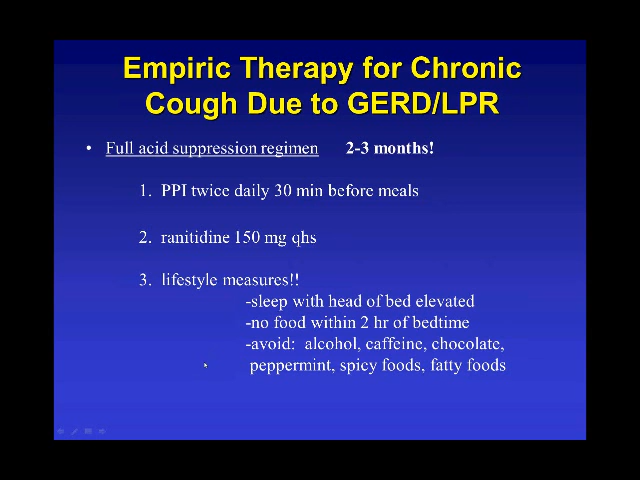 Empiric Therapy for Chronic
Cough Due to GERD/LPR
• Full acid suppression regimen 2-3 months!
1. PPI twice daily 30 min before meals
2. ranitidine 150 mg qhs
3. lifestyle measures!!
-sleep with head of bed elevated
-no food within 2 hr of bedtime
-avoid: alcohol, caffeine, chocolate,
peppermint, spicy foods, fatty foods